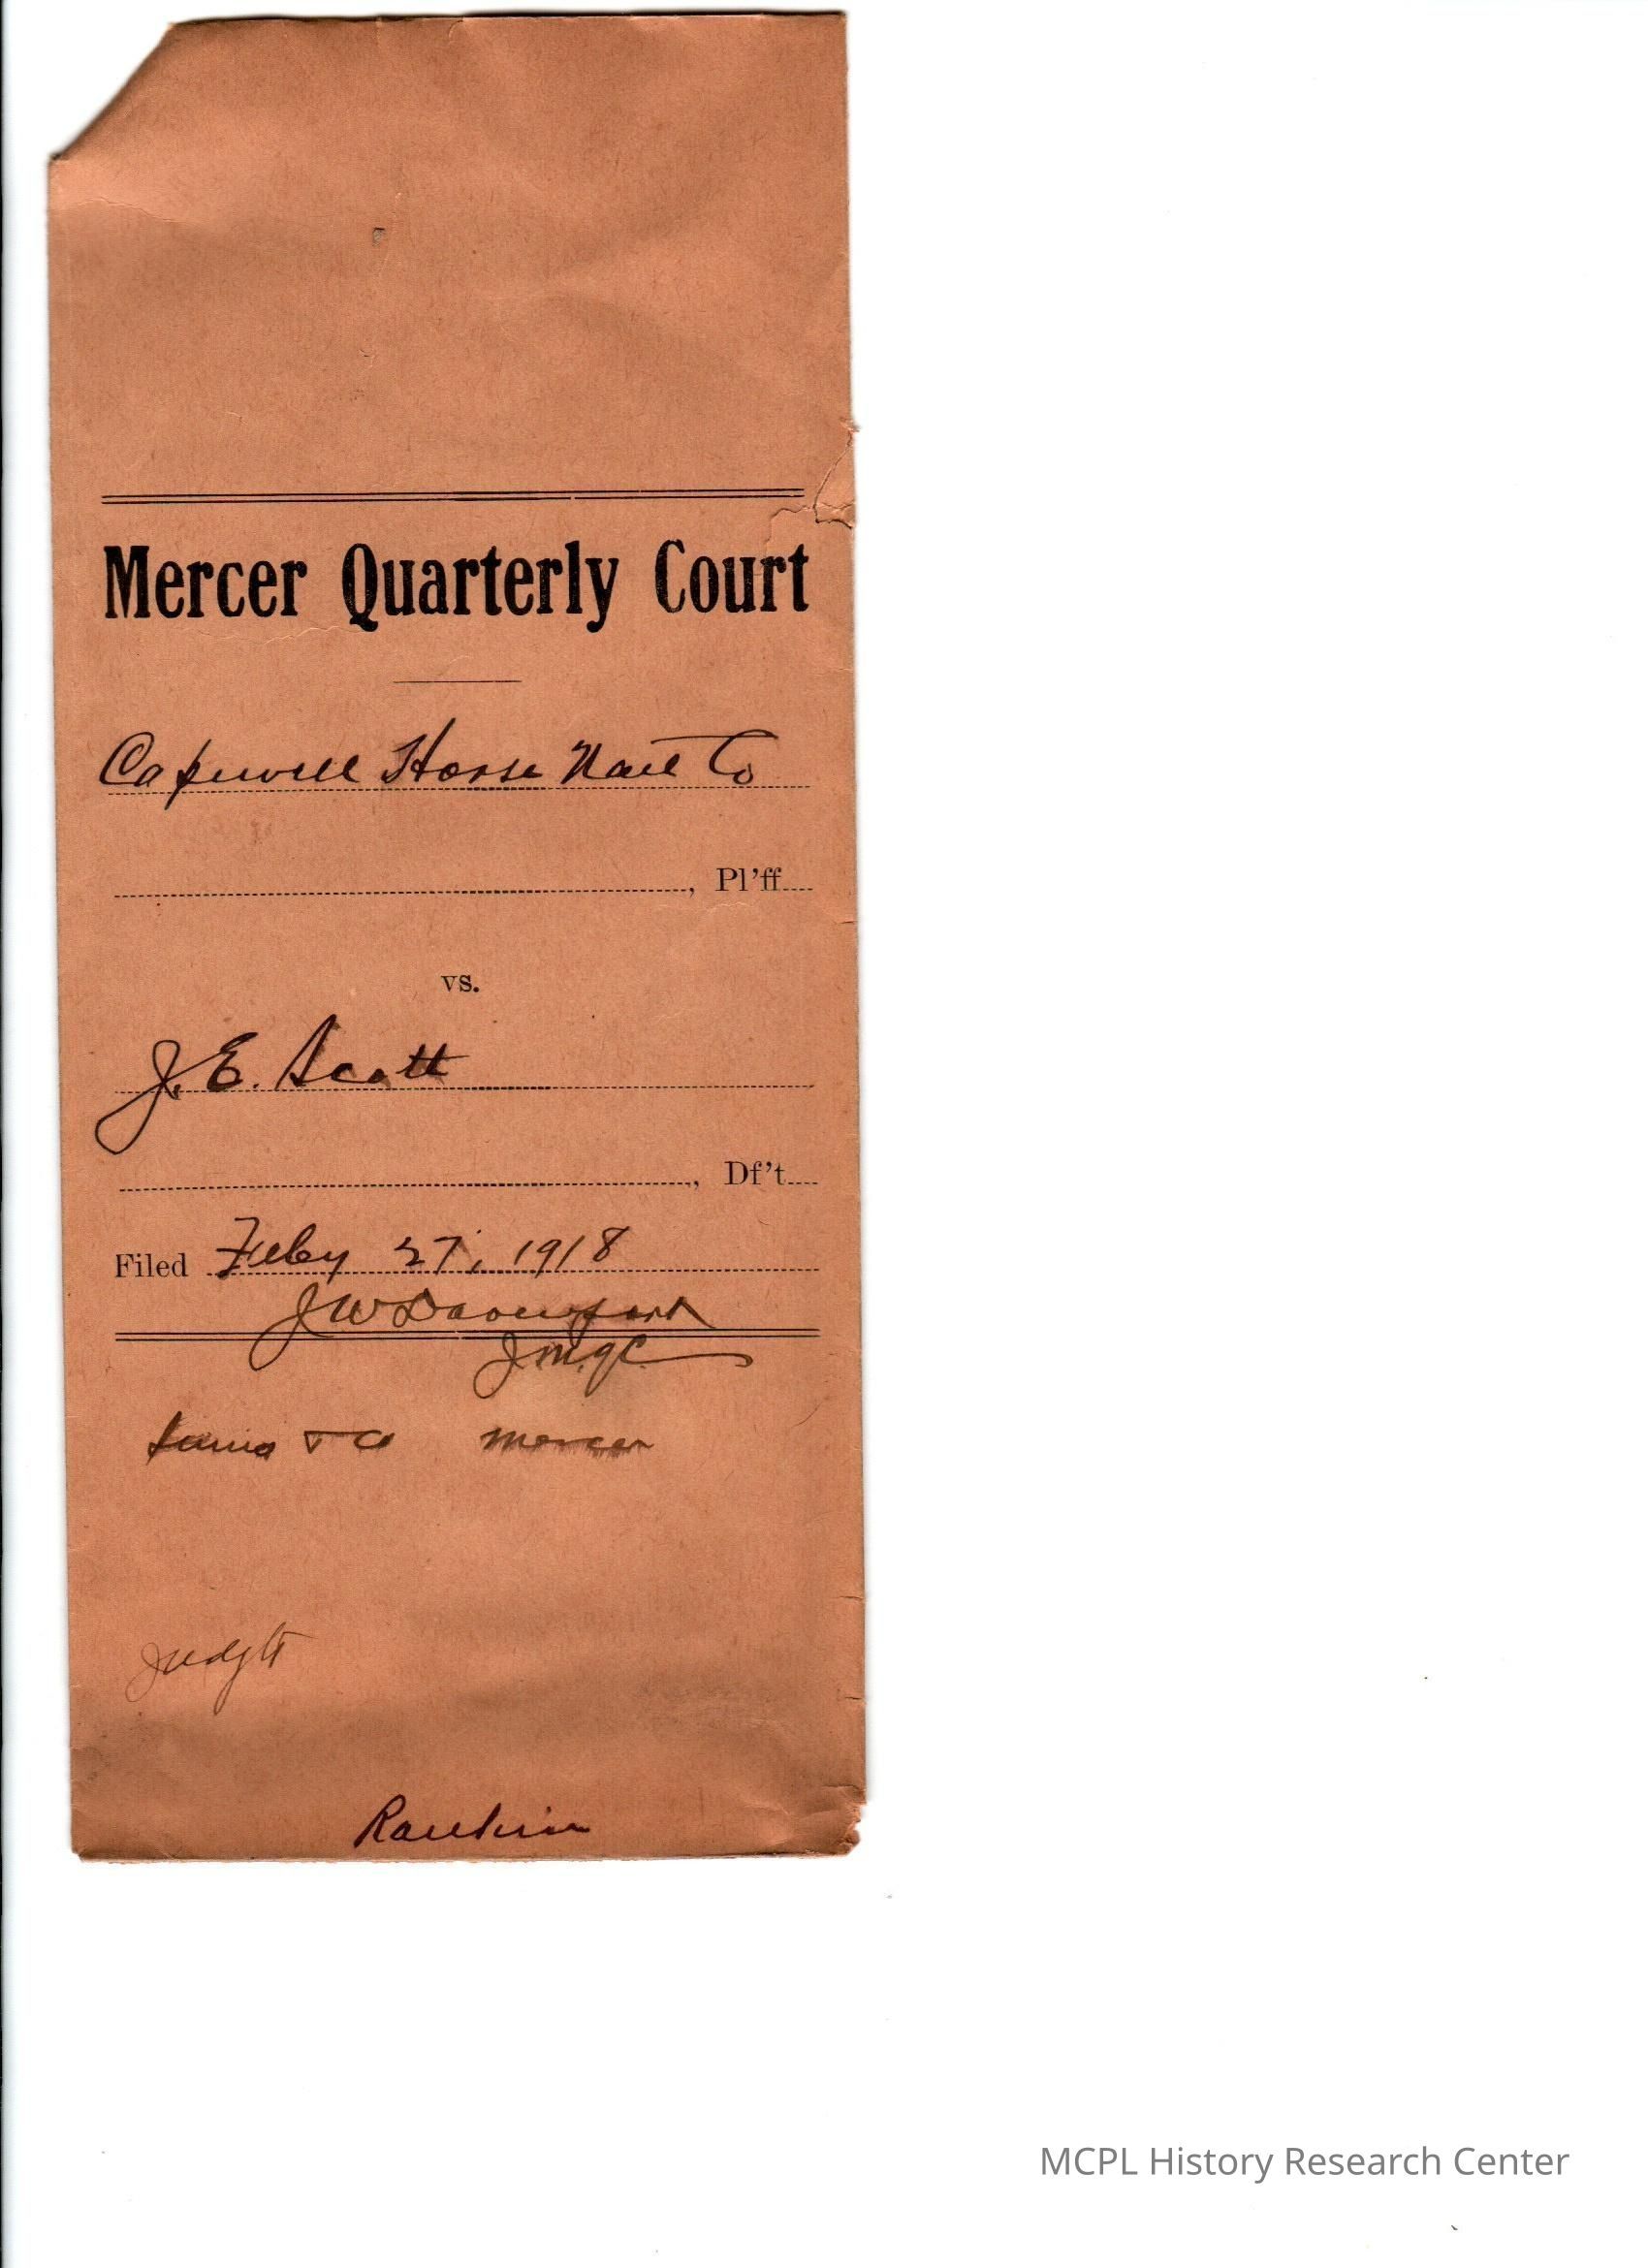 Mercer Quarterly Court
Capewell Horse Nail Co
, Pl'ff
vs.
J. E. Scott
, Df't
Filed Feby 27, 1918
J W Davenport
J.M.Q.C.
& C Mercer
Judgt
Rankin
MCPL History Research Center